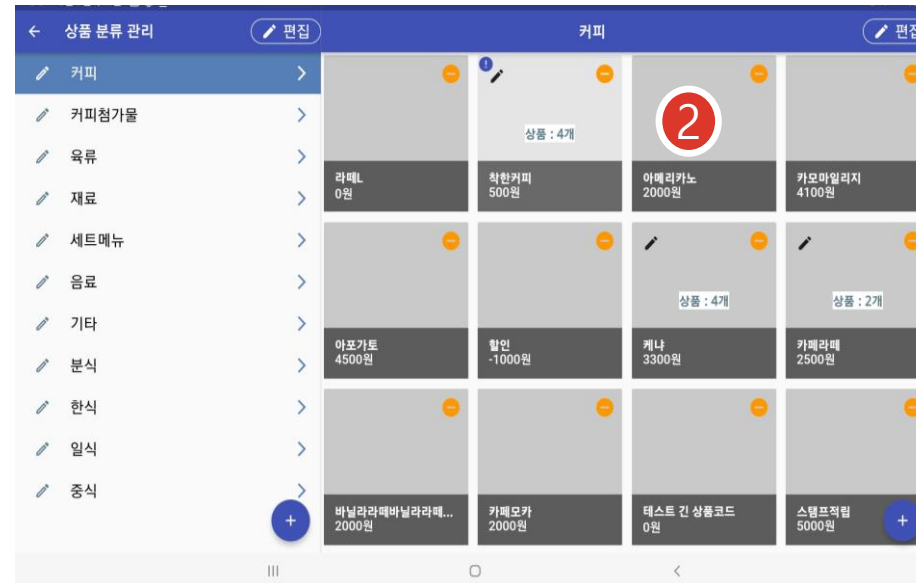 상품 분류 관리
편집
커피
편집
커피
커피첨가물
육류
재료
세트메뉴
음료
기타
분식
한식
일식
중식
라떼L
0원
상품 : 4개
착한커피
500원
2
아메리카노
2000원
카모마일리지
4100원
아포가토
4500원
할인
-1000원
상품 : 4개
케냐
3300원
상품 : 2개
카페라떼
2500원
바닐라라떼바닐라라떼...
2000원
카페모카
2000원
테스트 긴 상품코드
0원
스탬프적립
5000원